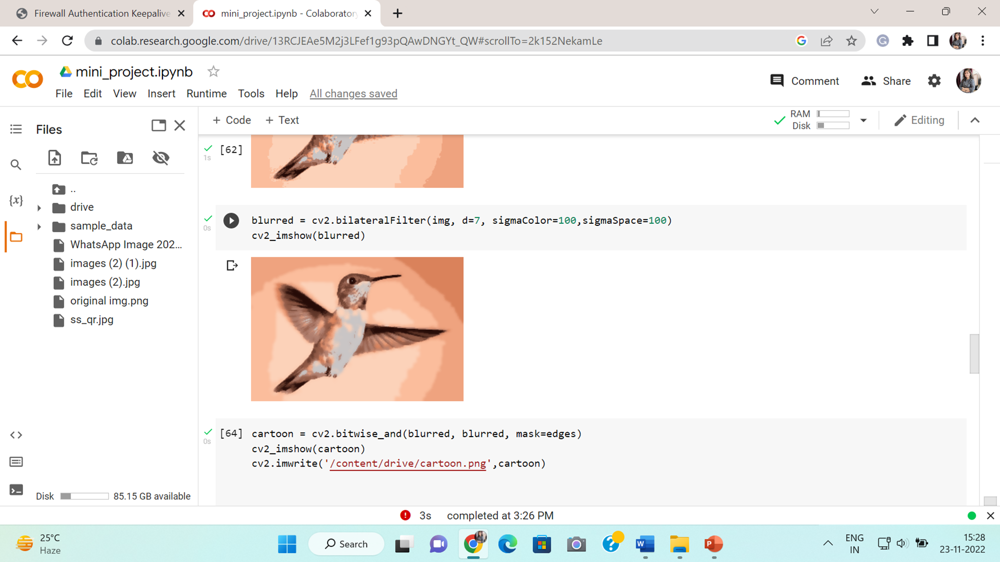 Firewall Authentication Keepalive
mini_project.ipynb - Colaborator
colab.research.google.com/drive/13RCJEAe5M2j3LFef1g93pQAwDNGYt_QW#scrollTo=2k152NekamLe
mini_project.ipynb
Comment
Share
File Edit View Insert Runtime Tools Help All changes saved
Files
+ Code + Text
RAM
Disk
Editing
{x}
..
drive
sample_data
WhatsApp Image 202...
images (2) (1).jpg
images (2).jpg
original img.png
ss_qr.jpg
Disk 85.15 GB available
1s
[62]
0s
blurred = cv2.bilateralFilter(img, d=7, sigmaColor=100,sigmaSpace=100)
cv2_imshow(blurred)
0s
[64]
cartoon = cv2.bitwise_and(blurred, blurred, mask=edges)
cv2_imshow(cartoon)
cv2.imwrite('/content/drive/cartoon.png',cartoon)
3s completed at 3:26 PM
25°C
Haze
Search
ENG
IN
15:28
23-11-2022